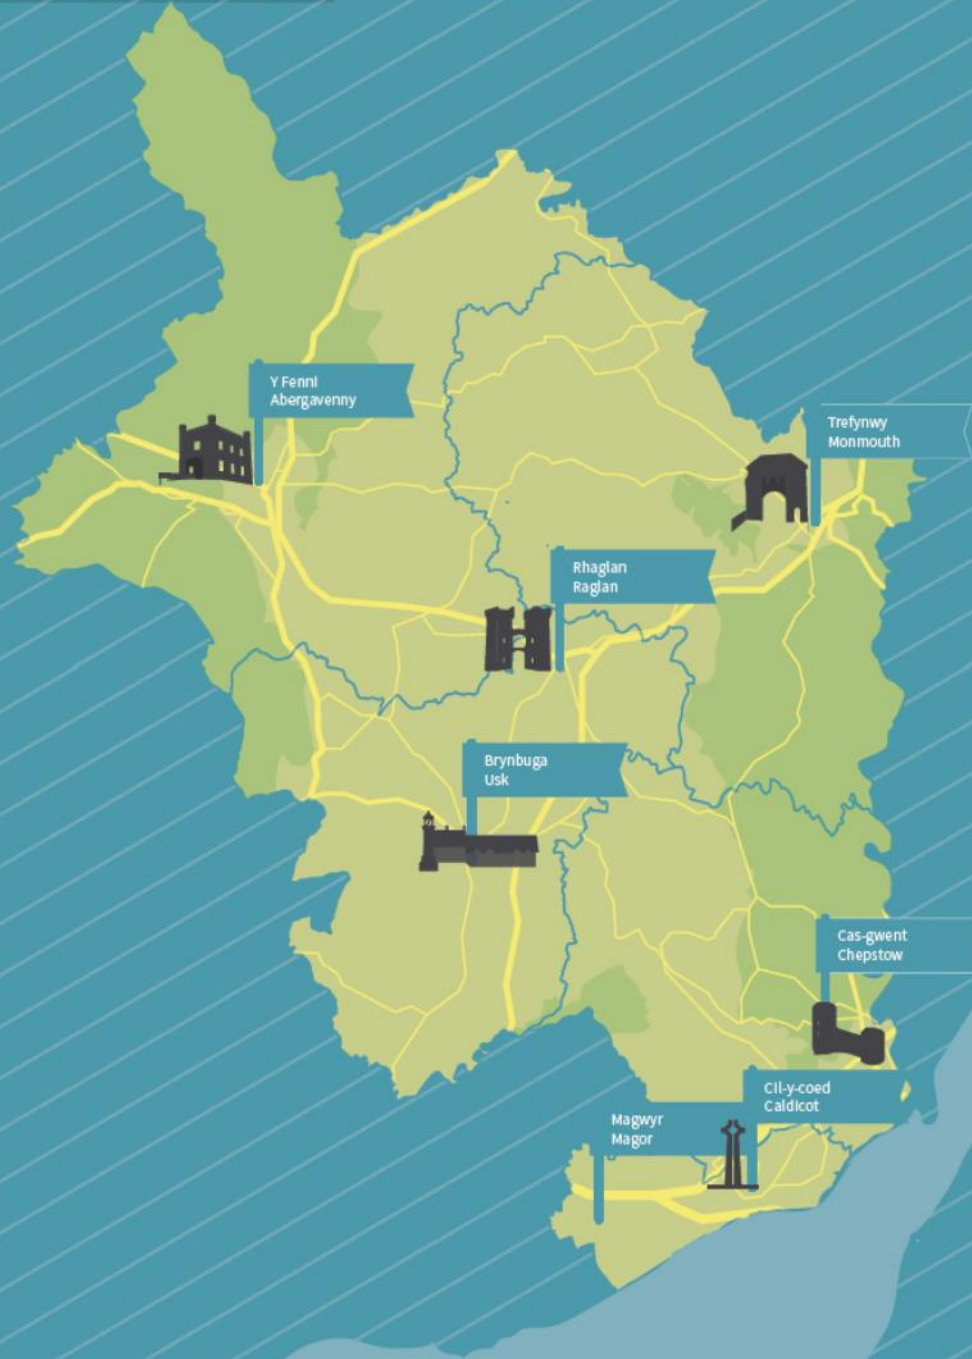 Y Fenni
Abergavenny
Trefynwy
Monmouth
Rhaglan
Raglan
Brynbuga
Usk
Cas-gwent
Chepstow
Cil-y-coed
Caldicot
Magwyr
Magor